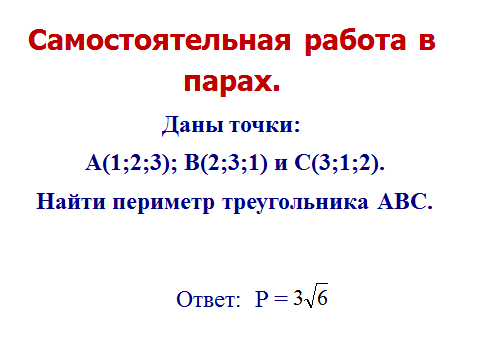 Самостоятельная работа в
парах.
Даны точки:
А(1;2;3); В(2;3;1) и С(3;1;2).
Найти периметр треугольника АВС.
Ответ: Р = 3√6